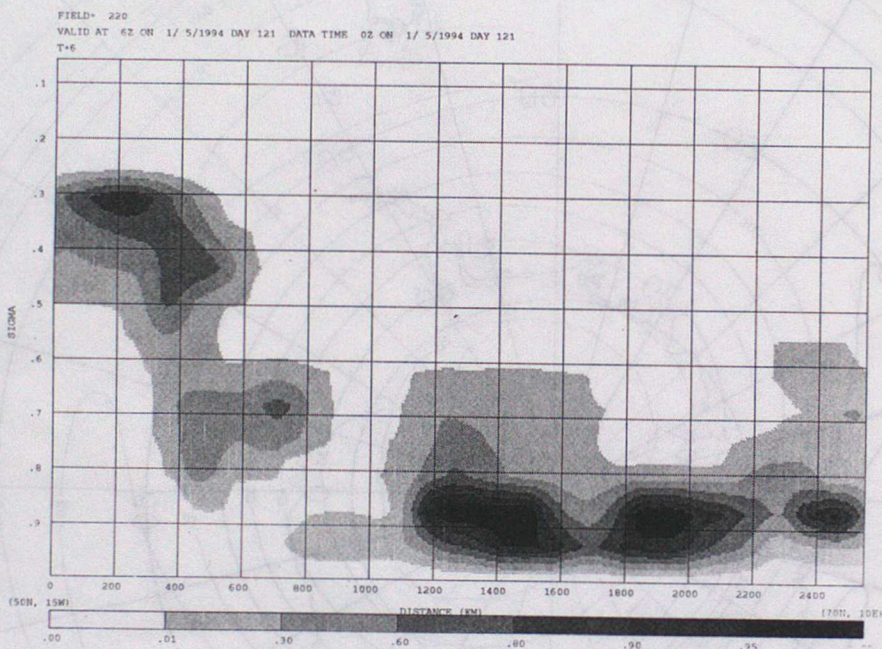 FIELD= 220
VALID AT 6Z ON 1/ 5/1994 DAY 121 DATA TIME 0Z ON 1/ 5/1994 DAY 121
T+6
.1
.2
.3
.4
.5
.6
.7
.8
.9
SIGMA
0 200 400 600 800 1000 1200 1400 1600 1800 2000 2200 2400
(50N, 15W) DISTANCE (KM) (70N, 10E)
.00 .01 .30 .60 .80 .90 .95